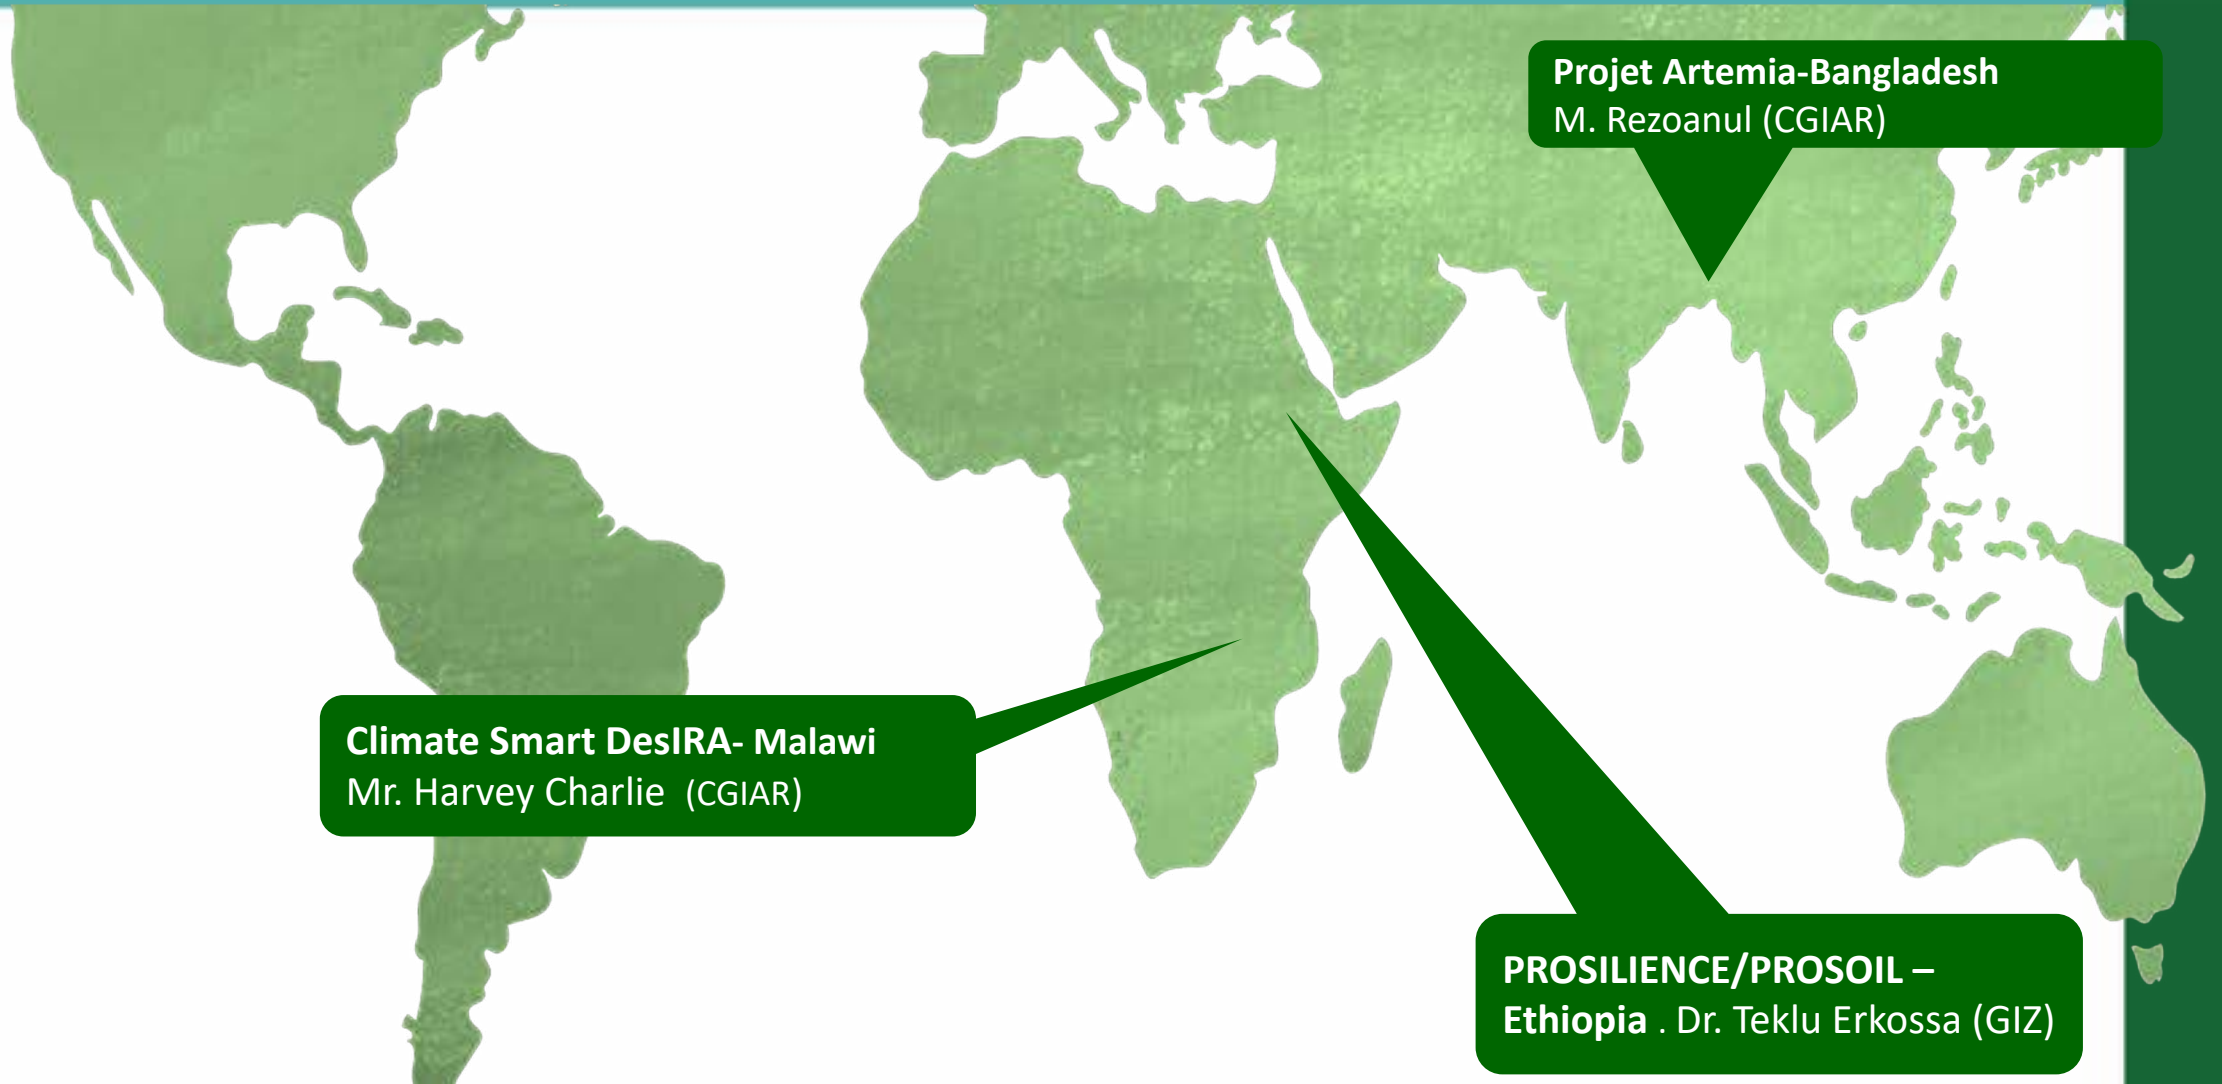 Projet Artemia-Bangladesh
M. Rezoanul (CGIAR)
Climate Smart DesIRA- Malawi
Mr. Harvey Charlie (CGIAR)
PROSILIENCE/PROSOIL –
Ethiopia . Dr. Teklu Erkossa (GIZ)